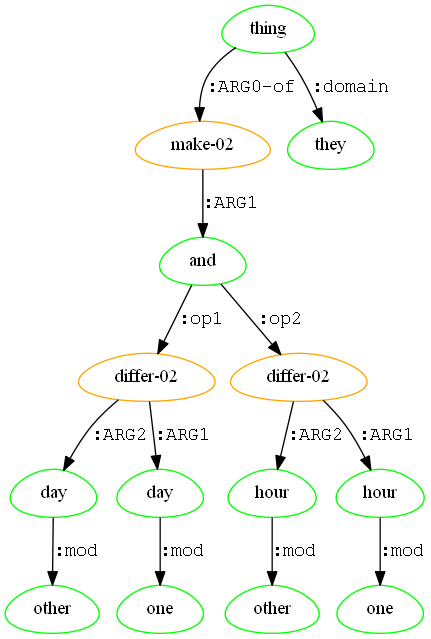 thing
:ARG0-of :domain
make-02 they
:ARG1
and
:op1 :op2
differ-02 differ-02
:ARG2 :ARG1 :ARG2 :ARG1
day day hour hour
:mod :mod :mod :mod
other one other one